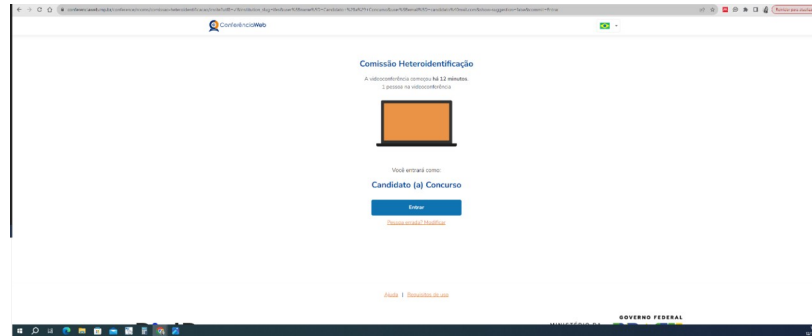 ConferênciaWeb
Comissão Heteroidentificação
A videoconferência começou há 12 minutos.
1 pessoa na videoconferência
Você entrará como:
Candidato (a) Concurso
Entrar
Pessoa errada? Modificar
Ajuda | Requisitos de uso
GOVERNO FEDERAL